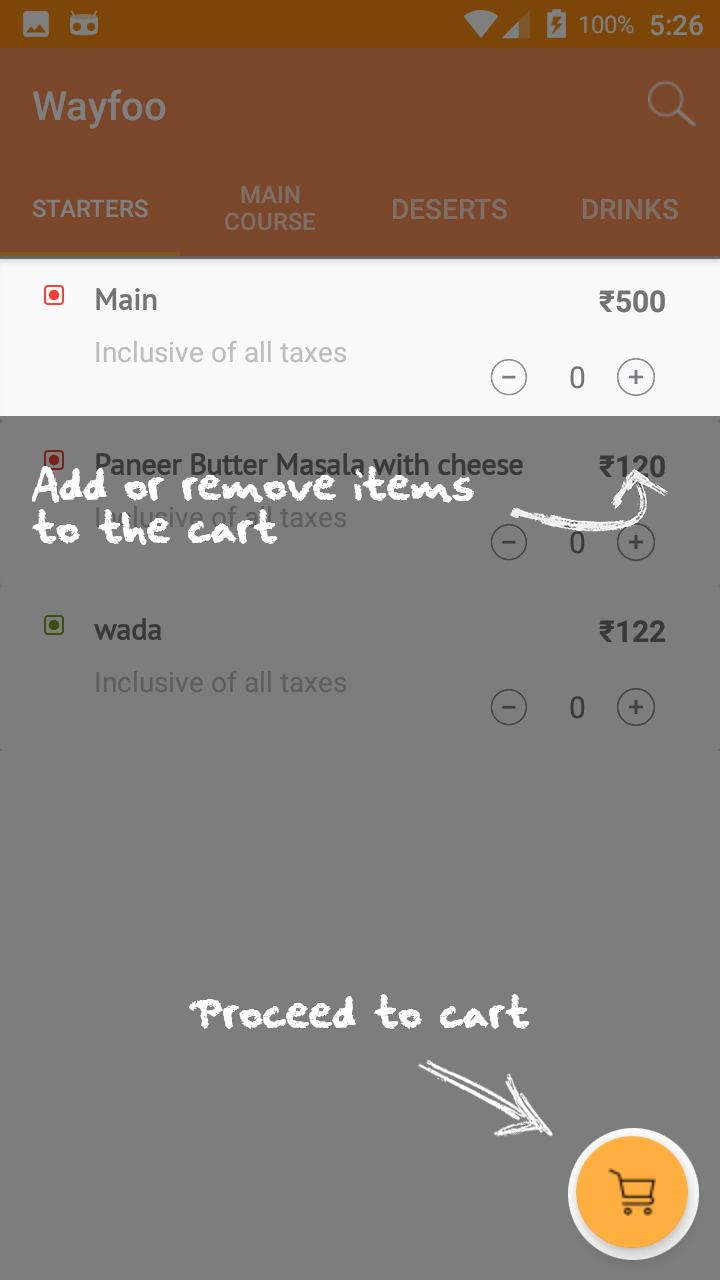 100% 5:26
Wayfoo
STARTERS MAIN COURSE DESERTS DRINKS
Main ₹500
Inclusive of all taxes
0
Paneer Butter Masala with cheese ₹120
Add or remove items
to the cart
Inclusive of all taxes
0
wada ₹122
Inclusive of all taxes
0
Proceed to cart